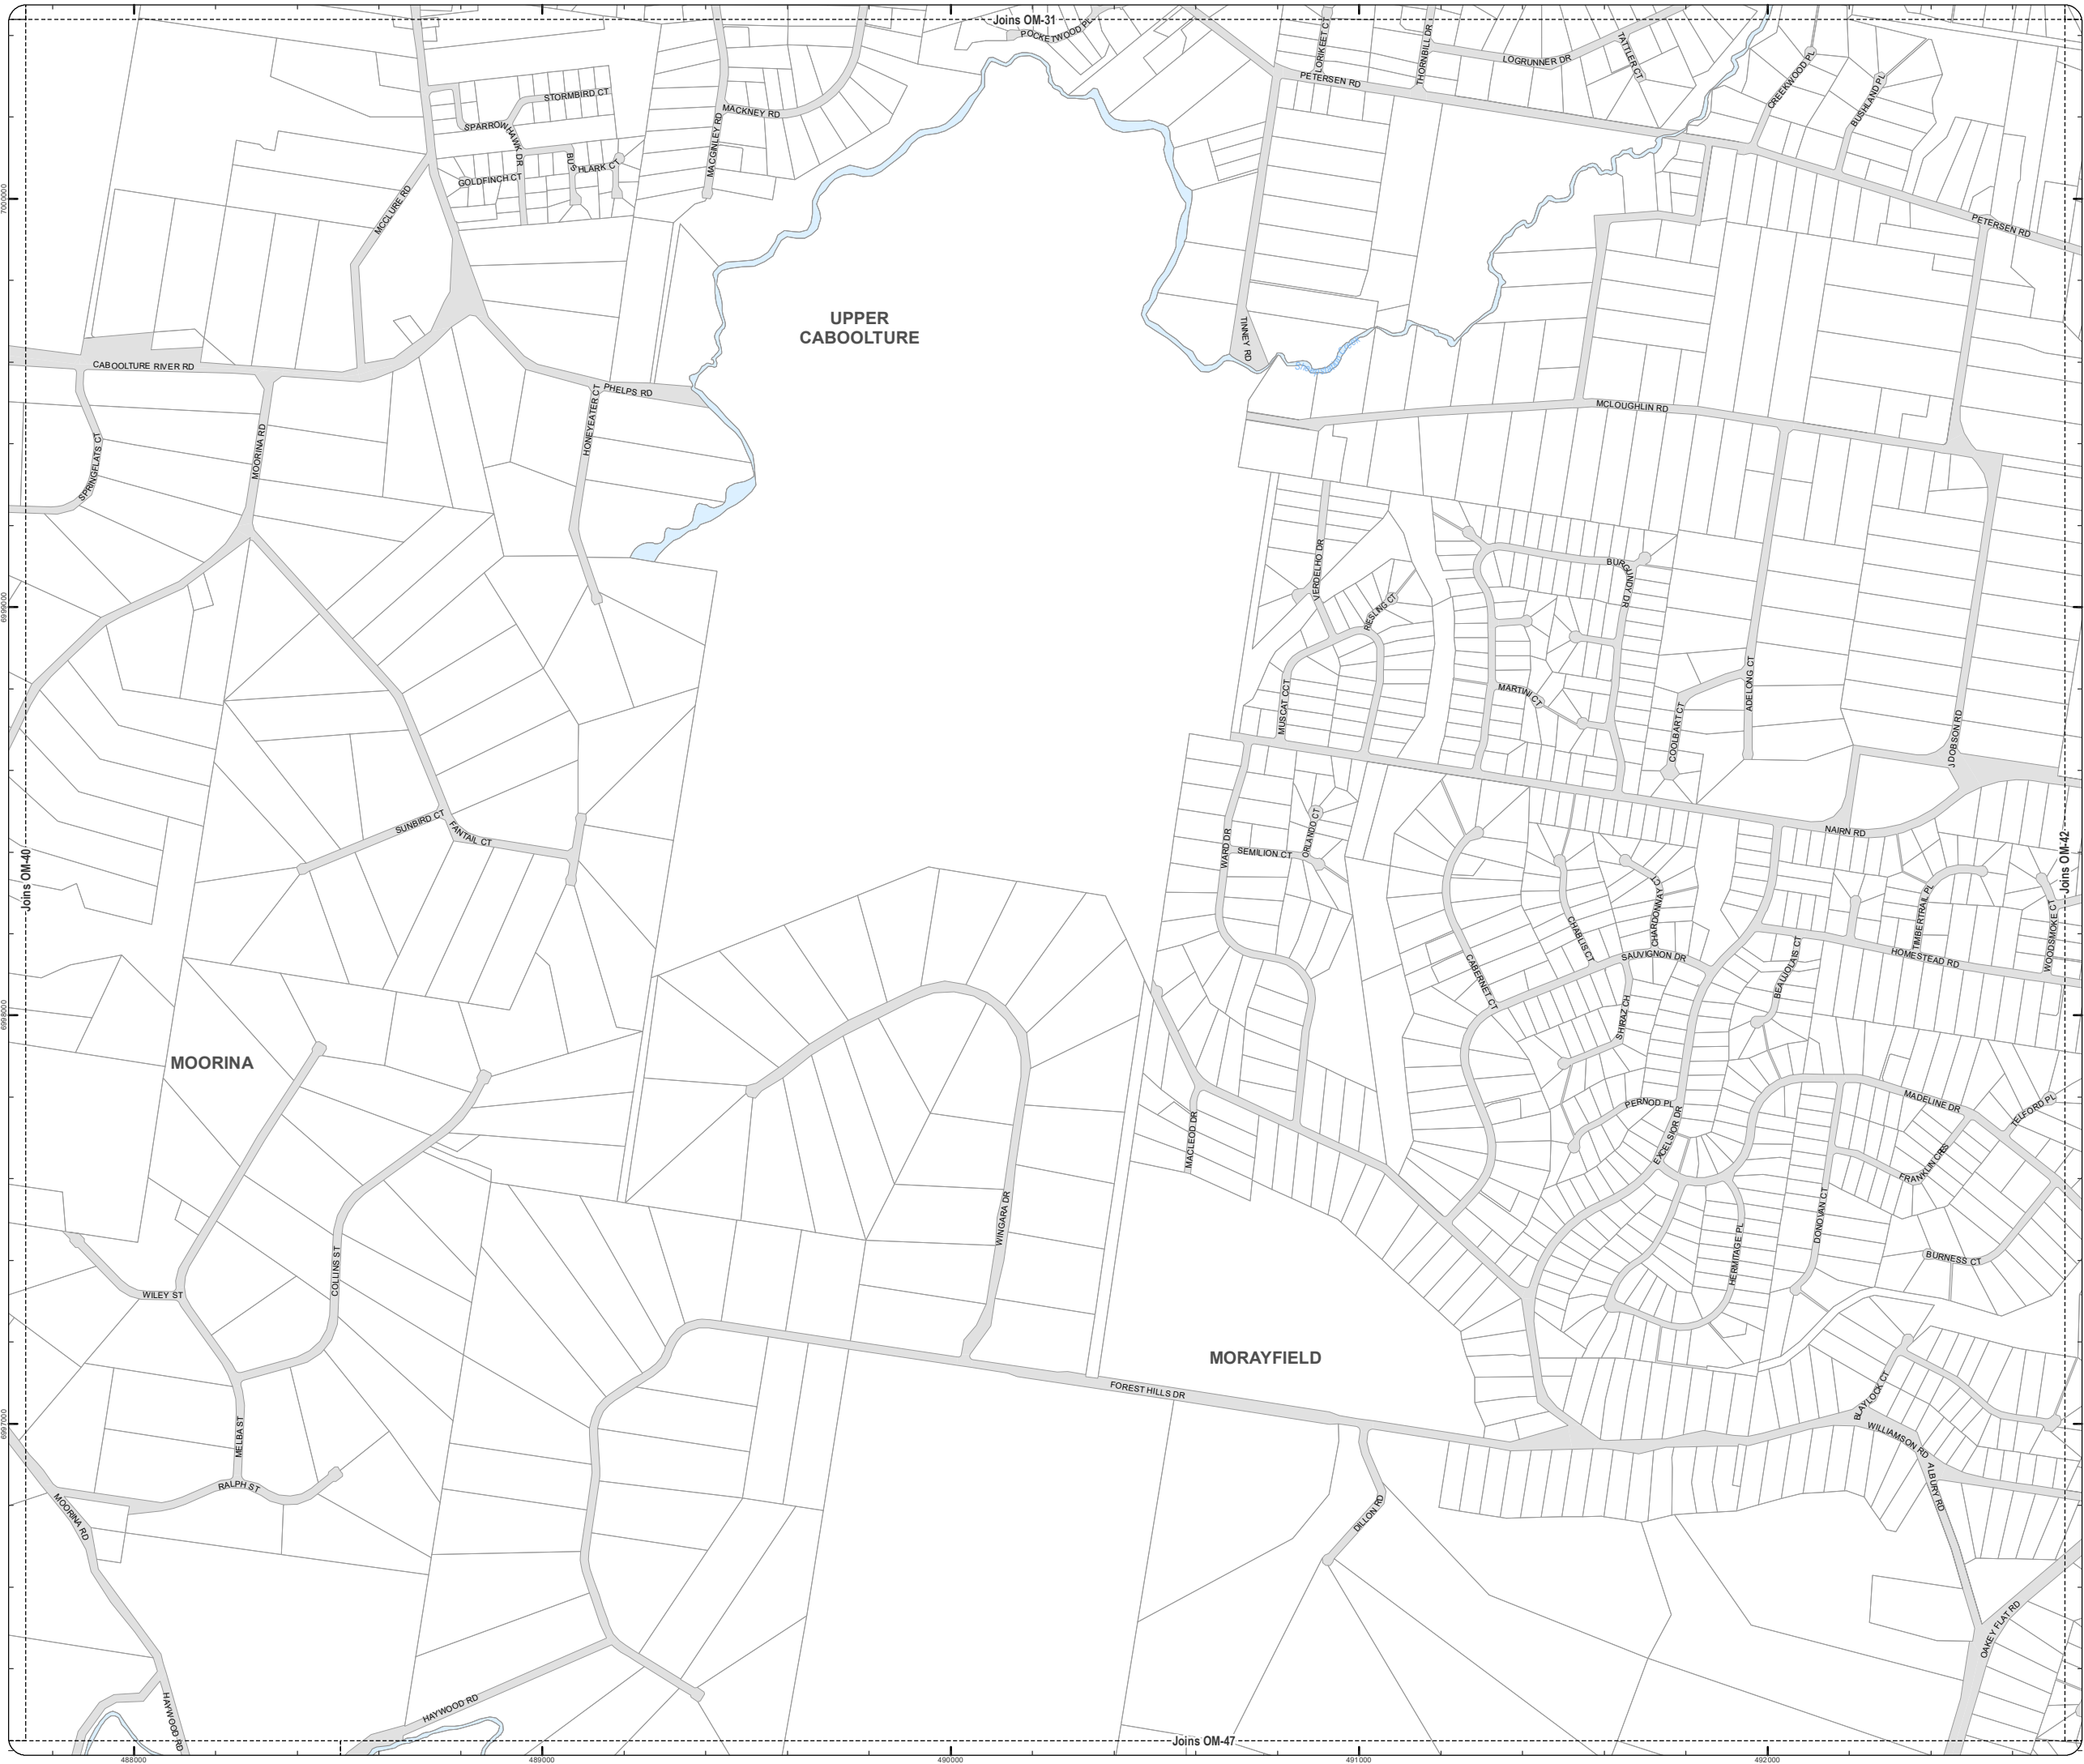 Joins OM-31
POCKETWOOD PL
LORIKEET CT
THORNBILL DR
LOGRUNNER DR
TATTLER CT
CREEKWOOD PL
BUSHLAND PL
PETERSEN RD
STORMBIRD CT
SPARROWHAWK DR
MACKNEY RD
MACGINLEY RD
BUSHLARK CT
GOLDFINCH CT
MCCLURE RD
7000000
PETERSEN RD
UPPER
CABOOLTURE
TINNEY RD
CABOOLTURE RIVER RD
PHELPS RD
HONEYEATER CT
MCLOUGHLIN RD
MOORINA RD
SPRINGFLATS CT
VERDELHO DR
BURGUNDY DR
RIESLING CT
6999000
MUSCAT CCT
MARTINI CT
COOLBART CT
ADELONG CT
DOBSON RD
SUNBIRD CT
FANTAIL CT
WARD DR
SEMILION CT
ORLANDO CT
NAIRN RD
Joins OM-40
Joins OM-42
CHABLIS CT
CHARDONNAY CT
SAUVIGNON DR
CABERNET CT
SHIRAZ CH
BEAUJOLAIS CT
TIMBERTRAIL PL
HOMESTEAD RD
WOODSMOKE CT
6998000
MOORINA
MACLEOD DR
PERNOD PL
EXCELSIOR DR
MADELINE DR
TELFORD PL
FRANKLIN CRES
WINGARA DR
DONOVAN CT
HERMITAGE PL
BURNESS CT
COLLINS ST
WILEY ST
MORAYFIELD
FOREST HILLS DR
BLAYLOCK CT
WILLIAMSON RD
6997000
MELBA ST
RALPH ST
MOORINA RD
DILLON RD
ALBURY RD
OAKEY FLAT RD
HAYWOOD RD
HAYWOOD RD
Joins OM-47
488000
489000
490000
491000
492000